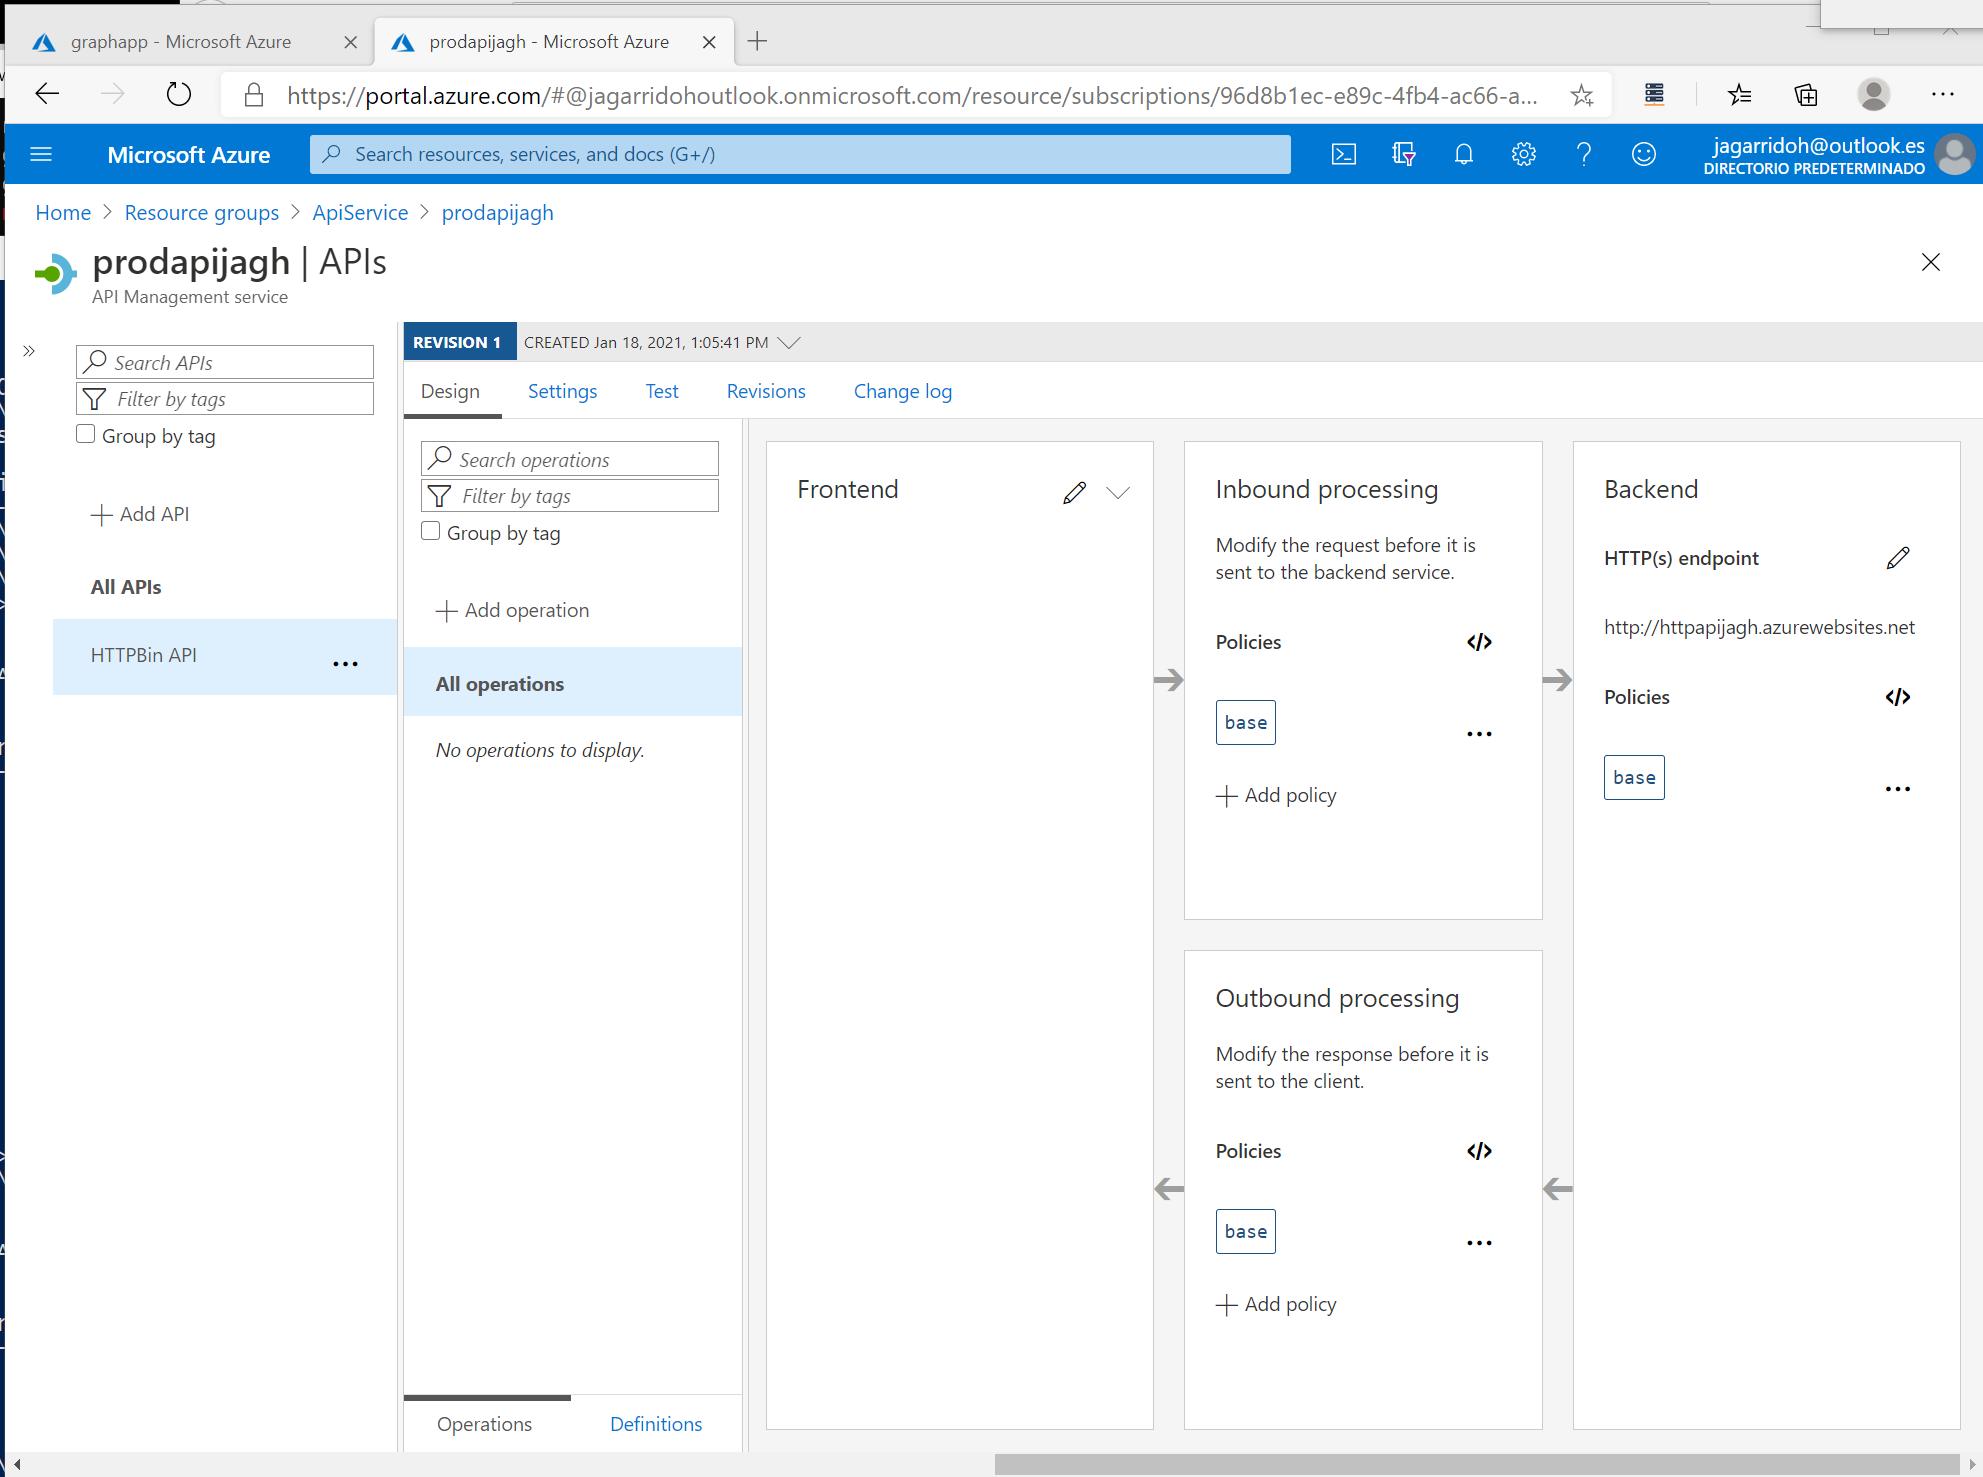 graphapp - Microsoft Azure
prodapijagh - Microsoft Azure
https://portal.azure.com/#@jagarridohoutlook.onmicrosoft.com/resource/subscriptions/96d8b1ec-e89c-4fb4-ac66-a...
Microsoft Azure
Search resources, services, and docs (G+/)
jagarridoh@outlook.es
DIRECTORIO PREDETERMINADO
Home > Resource groups > ApiService > prodapijagh
prodapijagh | APIs
API Management service
Search APIs
Filter by tags
Group by tag
+ Add API
All APIs
HTTPBin API
REVISION 1 CREATED Jan 18, 2021, 1:05:41 PM
Design Settings Test Revisions Change log
Search operations
Filter by tags
Group by tag
+ Add operation
All operations
No operations to display.
Operations Definitions
Frontend
Inbound processing
Modify the request before it is
sent to the backend service.
Policies </>
base
+ Add policy
Outbound processing
Modify the response before it is
sent to the client.
Policies </>
base
+ Add policy
Backend
HTTP(s) endpoint
http://httpapijagh.azurewebsites.net
Policies </>
base